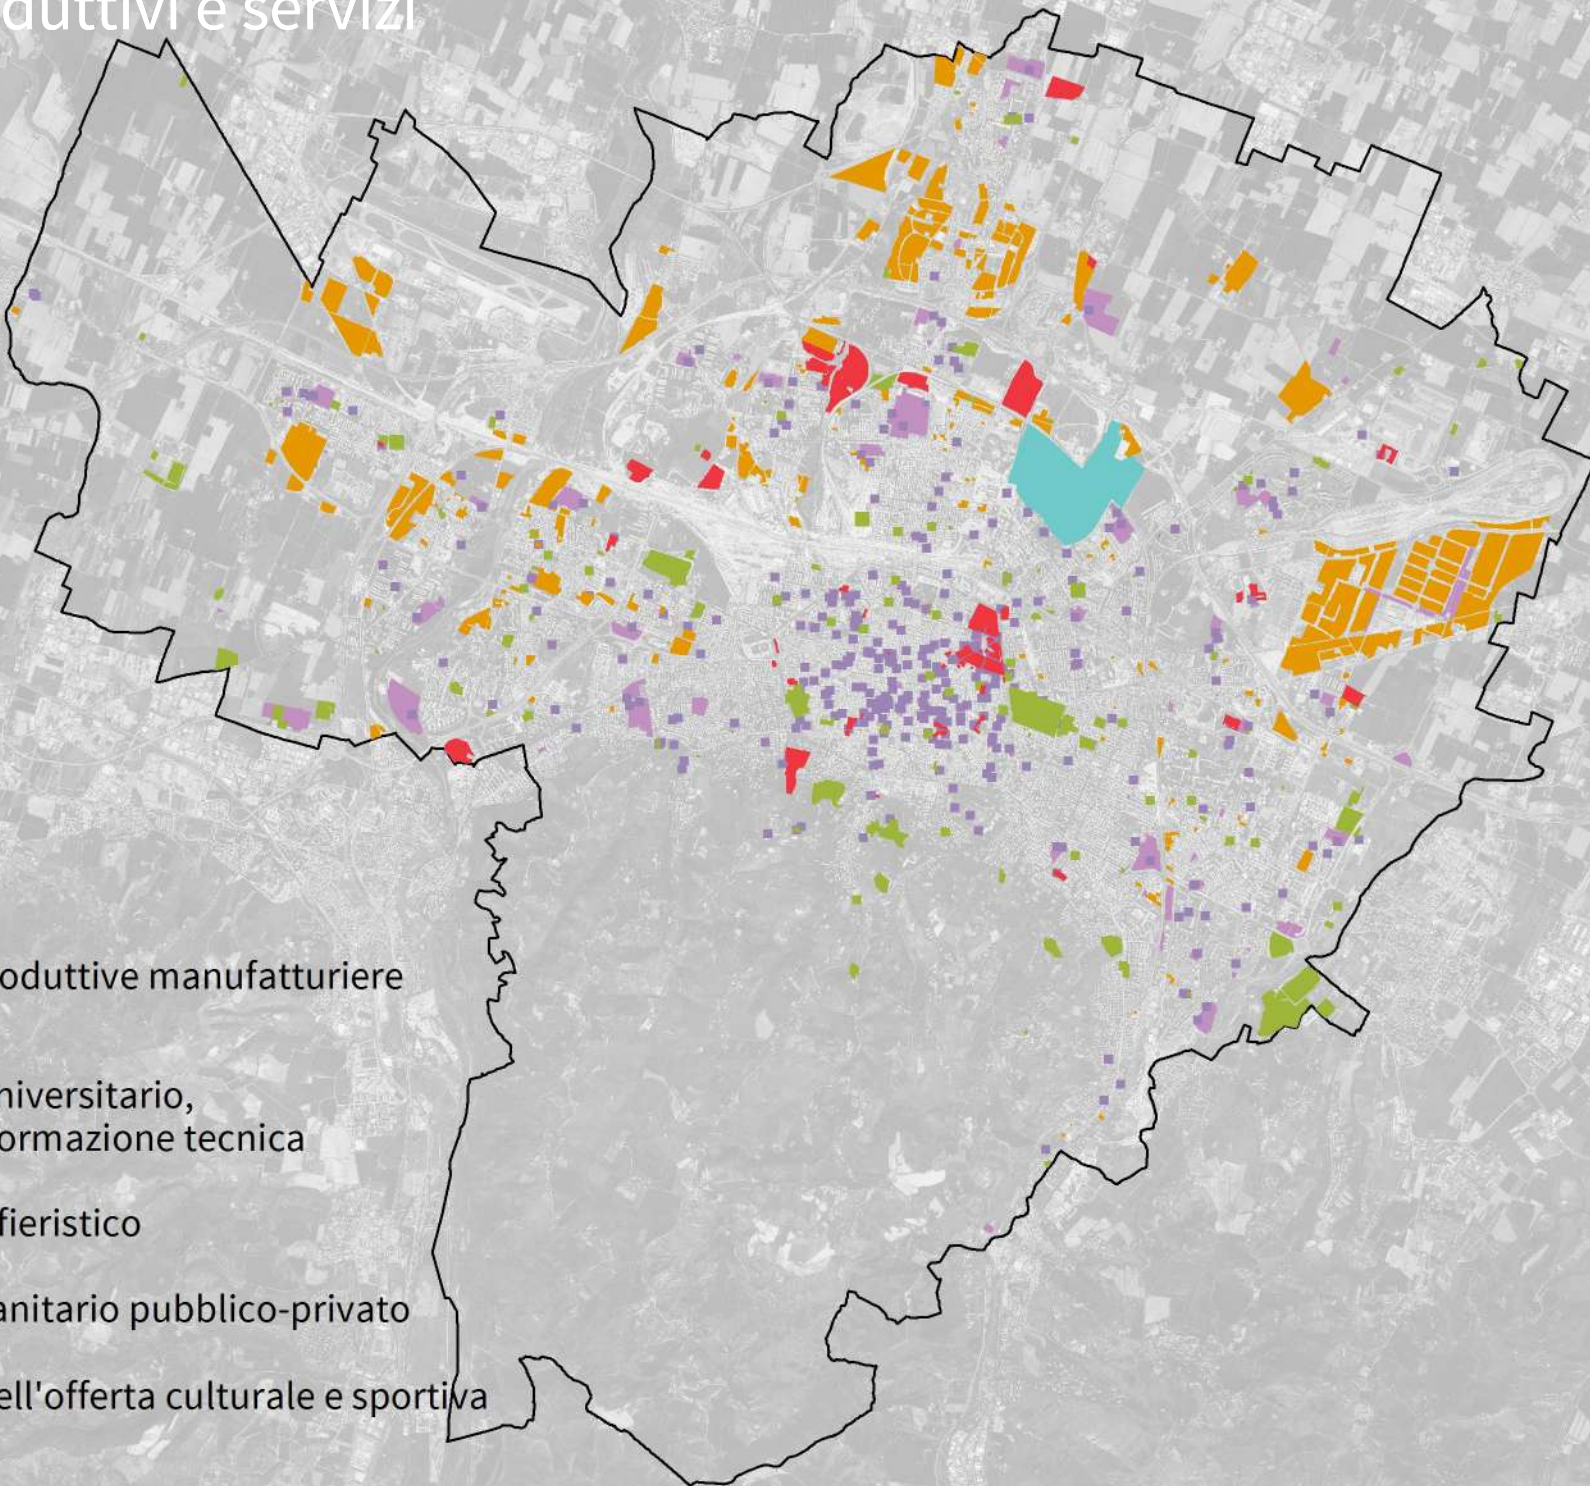 duttivi e servizi
oduttive manufatturiere
niversitario,
ormazione tecnica
fieristico
anitario pubblico-privato
ell'offerta culturale e sportiva